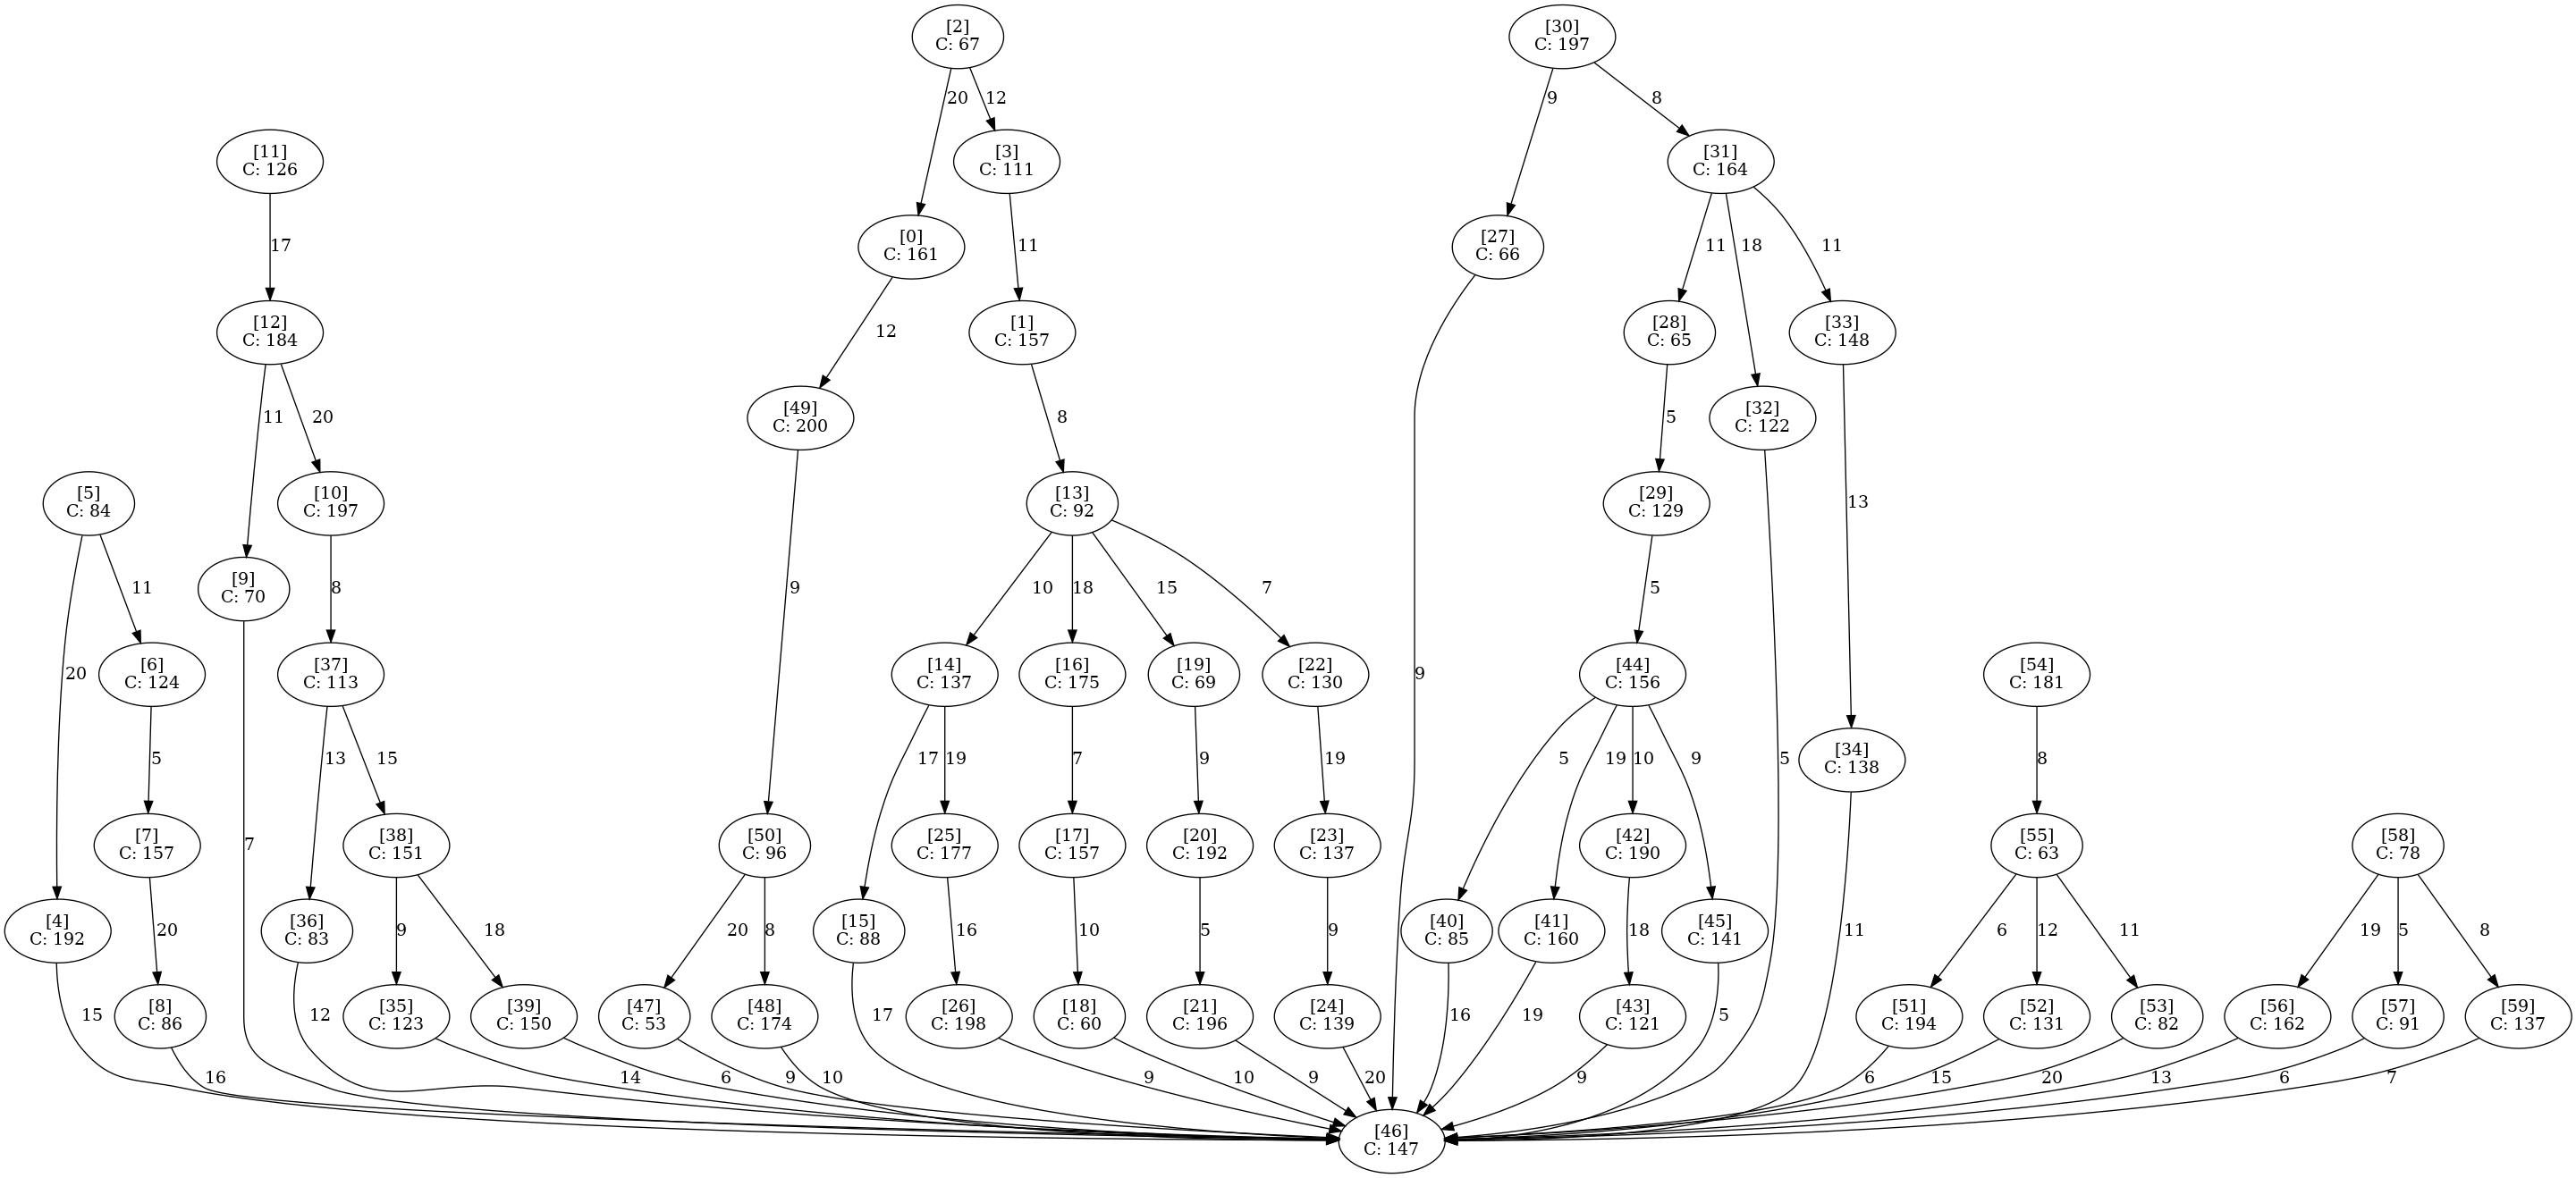 [2]
C: 67
[30]
C: 197
20
12
9
8
[11]
C: 126
[3]
C: 111
[31]
C: 164
17
[0]
C: 161
11
[27]
C: 66
11
18
11
[12]
C: 184
12
[1]
C: 157
[28]
C: 65
[33]
C: 148
11
20
[49]
C: 200
8
5
[32]
C: 122
[5]
C: 84
[10]
C: 197
[13]
C: 92
[29]
C: 129
13
11
[9]
C: 70
8
9
10
18
15
7
5
20
[6]
C: 124
[37]
C: 113
[14]
C: 137
[16]
C: 175
[19]
C: 69
[22]
C: 130
9
[44]
C: 156
[54]
C: 181
5
13
15
17
19
7
9
19
5
19
10
9
5
[34]
C: 138
8
7
[7]
C: 157
[38]
C: 151
[50]
C: 96
[25]
C: 177
[17]
C: 157
[20]
C: 192
[23]
C: 137
[42]
C: 190
[55]
C: 63
[58]
C: 78
[4]
C: 192
20
[36]
C: 83
9
18
20
8
[15]
C: 88
16
10
5
9
[40]
C: 85
[41]
C: 160
18
[45]
C: 141
11
6
12
11
19
5
8
15
[8]
C: 86
12
[35]
C: 123
[39]
C: 150
[47]
C: 53
[48]
C: 174
17
[26]
C: 198
[18]
C: 60
[21]
C: 196
[24]
C: 139
16
19
[43]
C: 121
5
[51]
C: 194
[52]
C: 131
[53]
C: 82
[56]
C: 162
[57]
C: 91
[59]
C: 137
16
14
6
9
10
9
10
9
20
9
6
15
20
13
6
7
[46]
C: 147